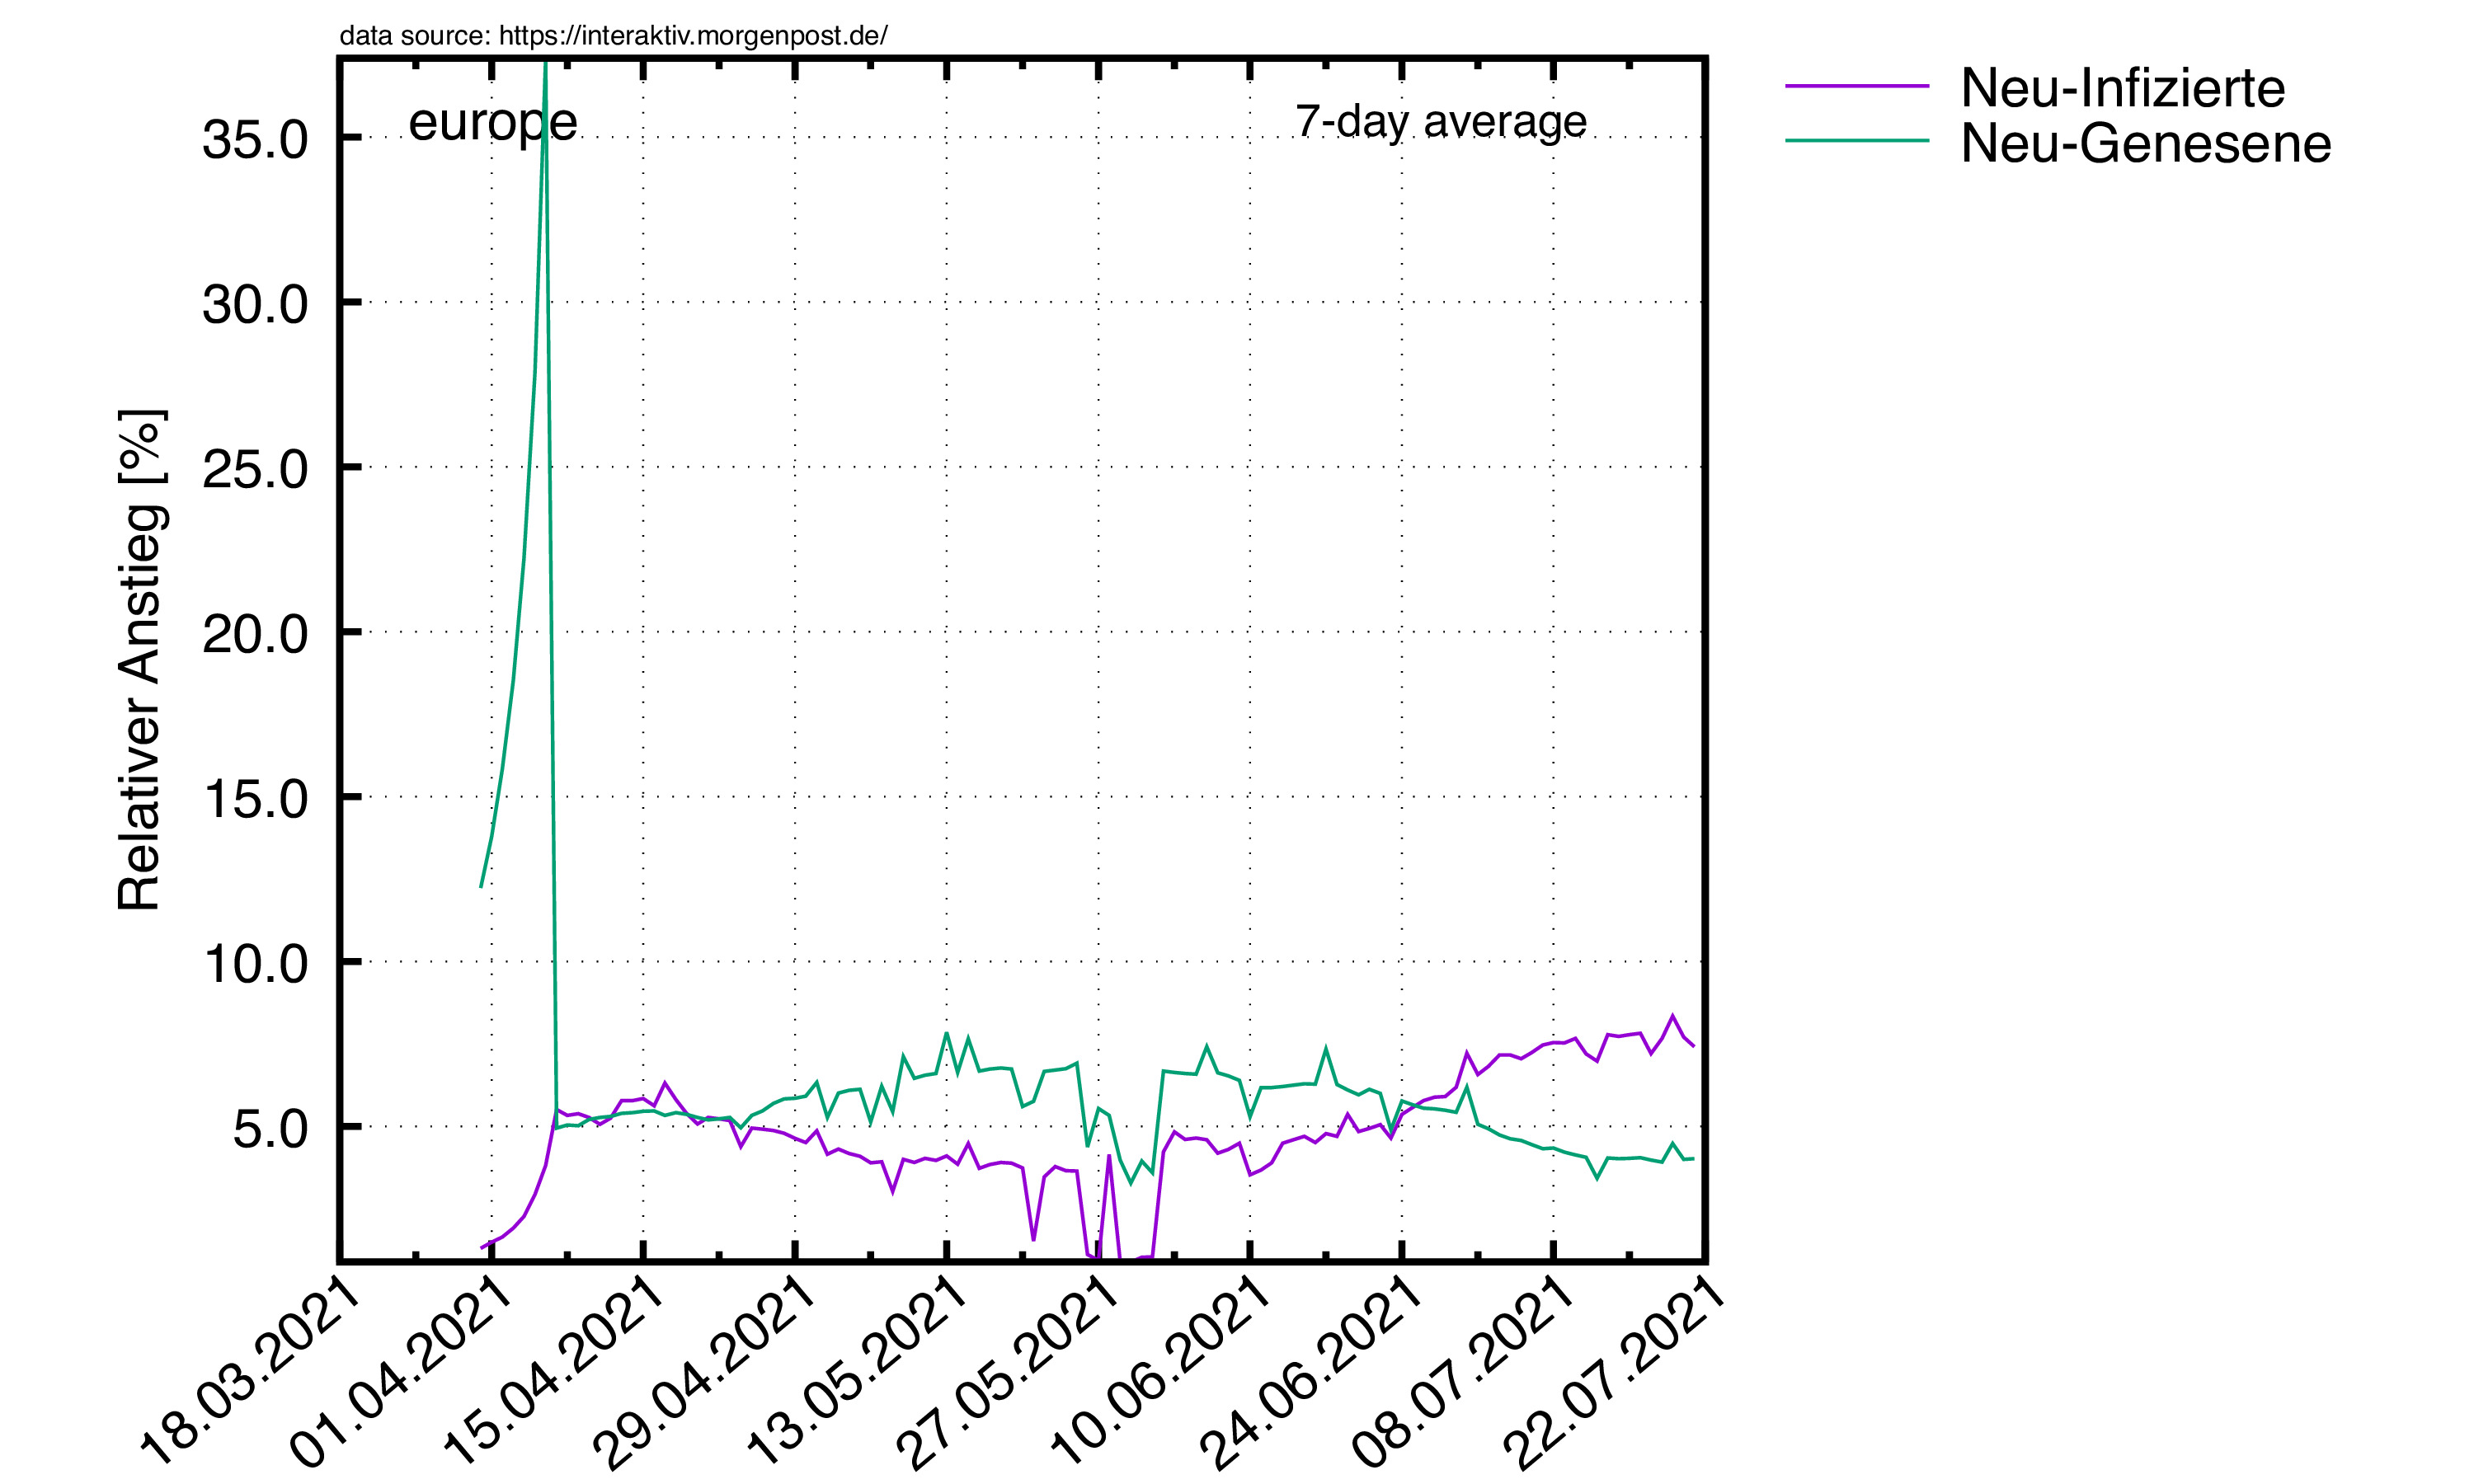 data source: https://interaktiv.morgenpost.de/
europe
7-day average
Neu-Infizierte
Neu-Genesene
Relativer Anstieg [%]
35.0
30.0
25.0
20.0
15.0
10.0
5.0
18.03.2021
01.04.2021
15.04.2021
29.04.2021
13.05.2021
27.05.2021
10.06.2021
24.06.2021
08.07.2021
22.07.2021